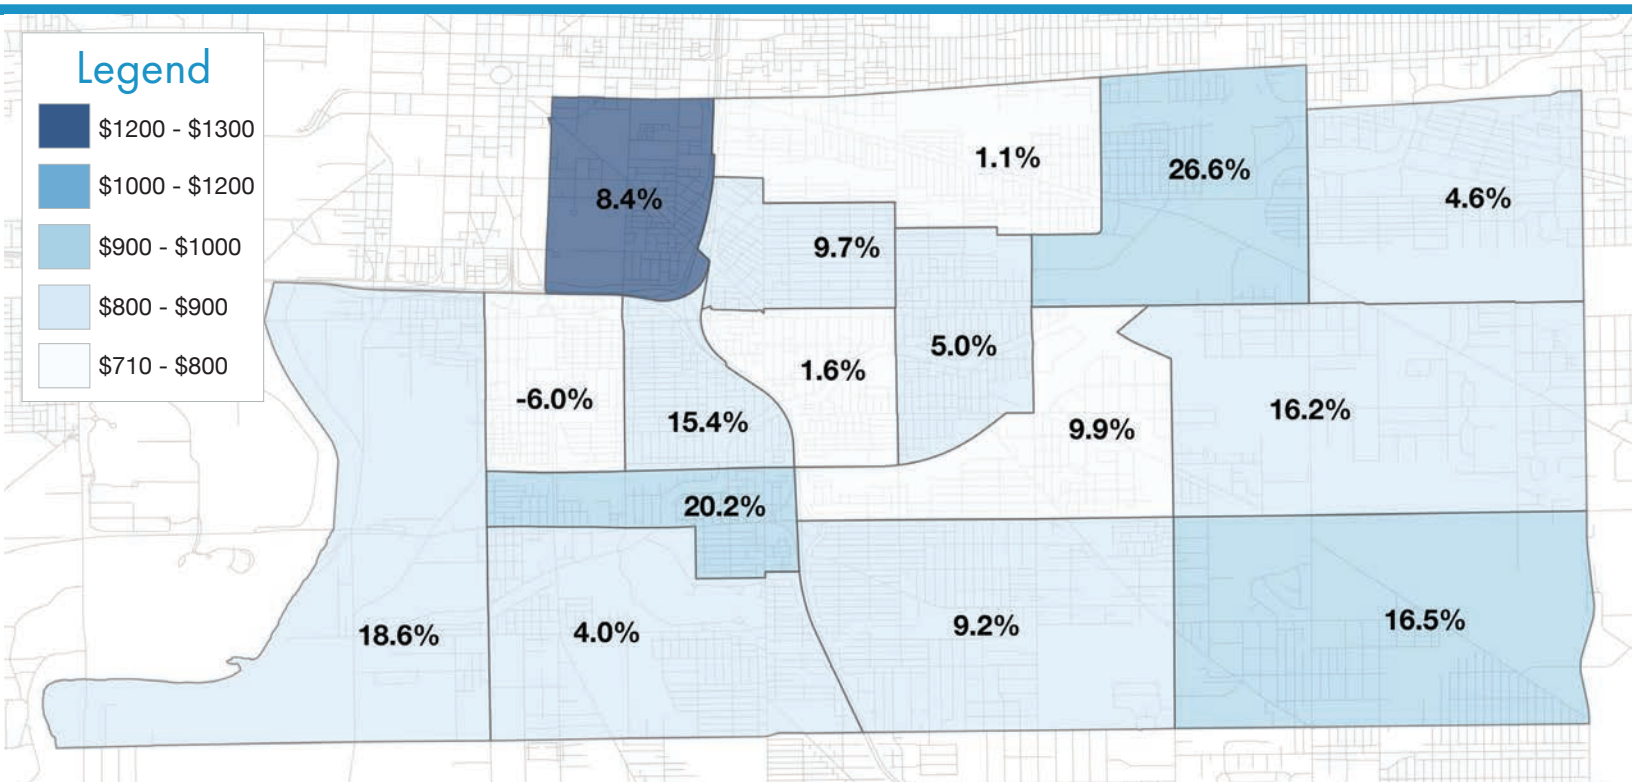 Legend
$1200 - $1300
$1000 - $1200
$900 - $1000
$800 - $900
$710 - $800
1.1%
26.6%
8.4%
4.6%
9.7%
5.0%
1.6%
-6.0%
15.4%
9.9%
16.2%
20.2%
18.6%
4.0%
9.2%
16.5%